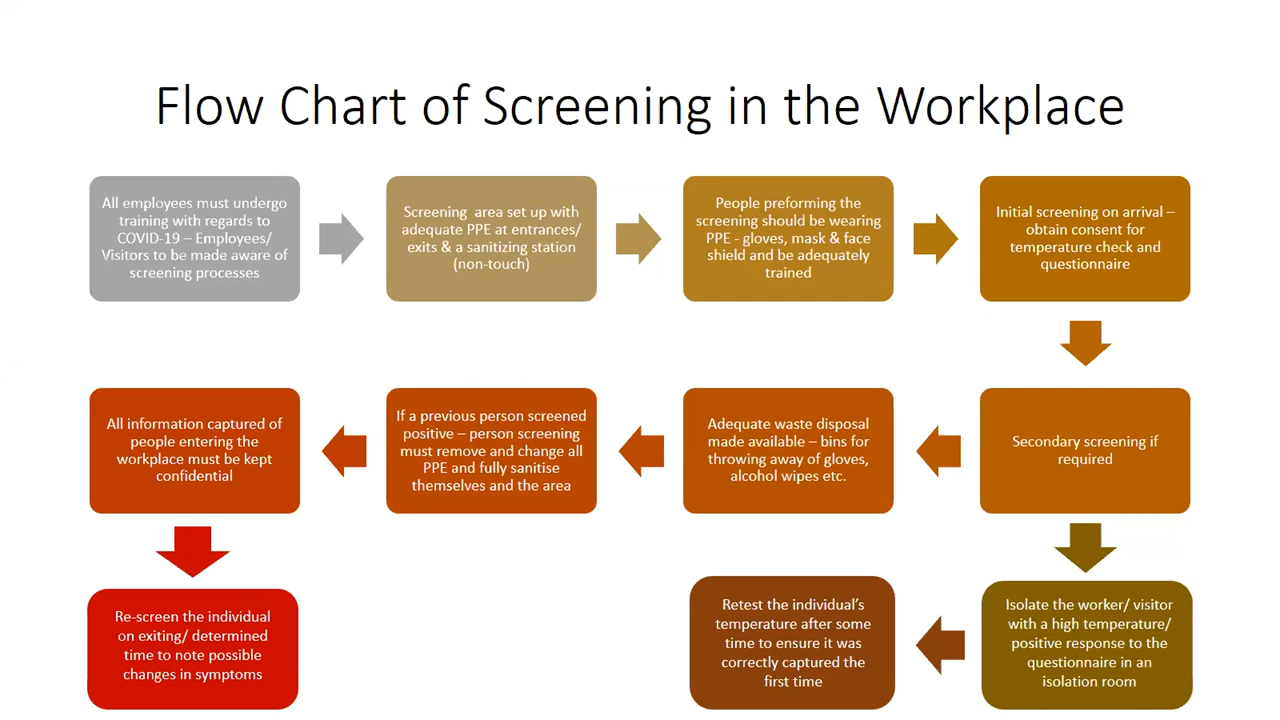 Flow Chart of Screening in the Workplace
All employees must undergo
training with regards to
COVID-19 – Employees/
Visitors to be made aware of
screening processes
Screening area set up with
adequate PPE at entrances/
exits & a sanitizing station
(non-touch)
People preforming the
screening should be wearing
PPE - gloves, mask & face
shield and be adequately
trained
Initial screening on arrival –
obtain consent for
temperature check and
questionnaire
Secondary screening if
required
Adequate waste disposal
made available – bins for
throwing away of gloves,
alcohol wipes etc.
If a previous person screened
positive – person screening
must remove and change all
PPE and fully sanitise
themselves and the area
All information captured of
people entering the
workplace must be kept
confidential
Re-screen the individual
on exiting/ determined
time to note possible
changes in symptoms
Isolate the worker/ visitor
with a high temperature/
positive response to the
questionnaire in an
isolation room
Retest the individual's
temperature after some
time to ensure it was
correctly captured the
first time